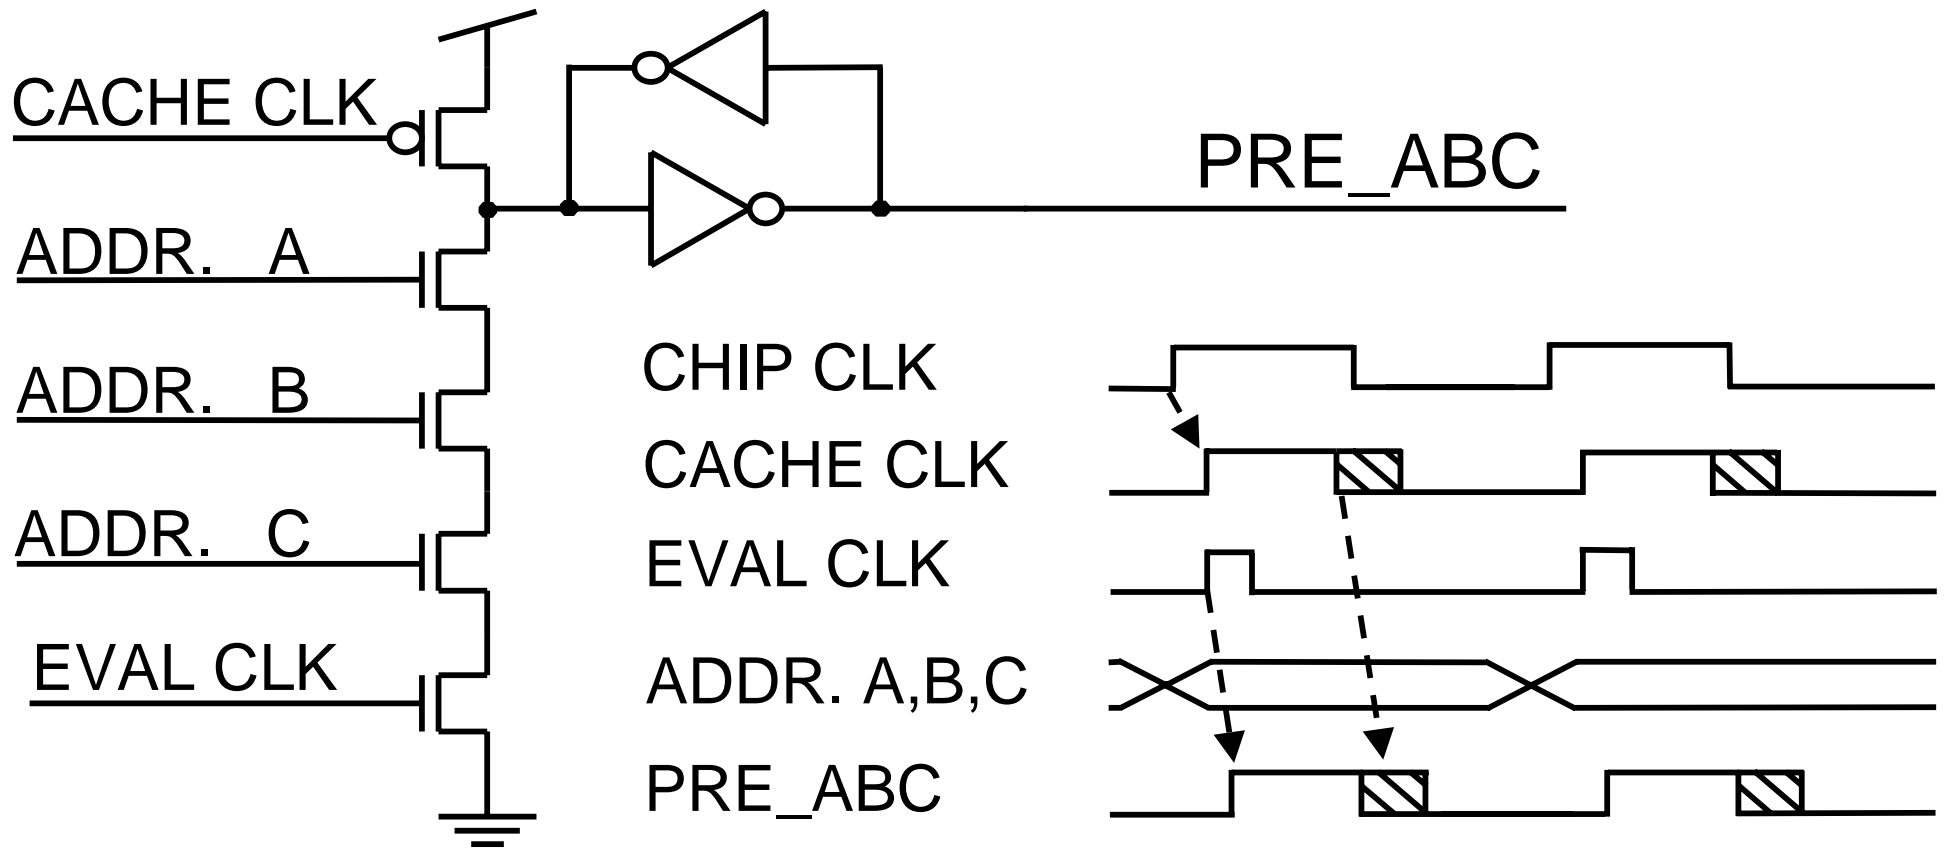 CACHE CLK
PRE_ABC
ADDR. A
ADDR. B
ADDR. C
EVAL CLK
CHIP CLK
CACHE CLK
EVAL CLK
ADDR. A,B,C
PRE_ABC